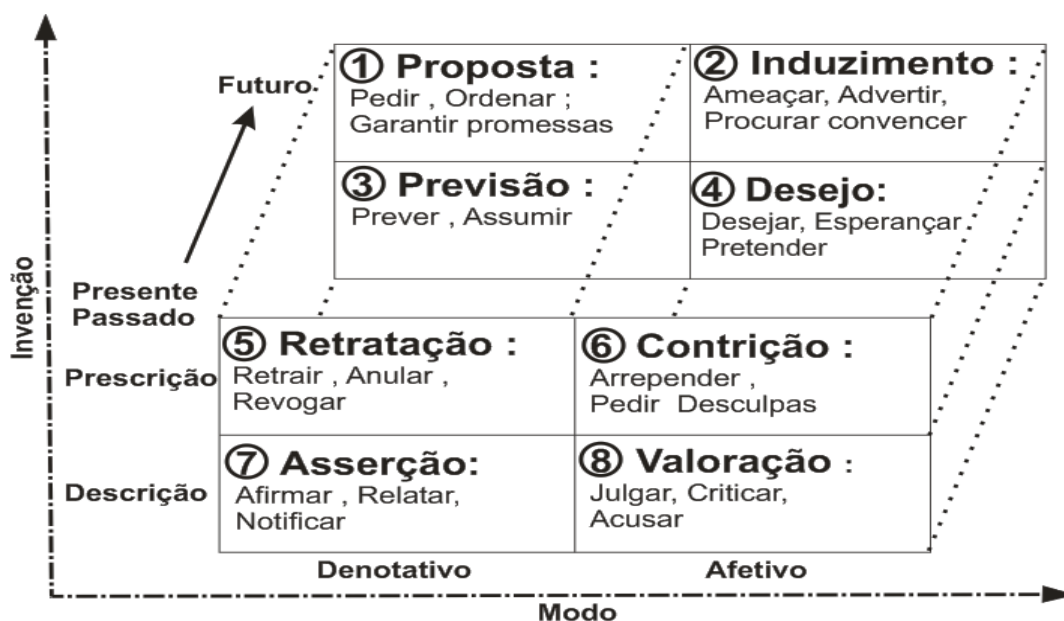 ① Proposta :
Pedir , Ordenar ;
Garantir promessas
② Induzimento :
Ameaçar, Advertir,
Procurar convencer
Futuro
③ Previsão :
Prever , Assumir
④ Desejo:
Desejar, Esperançar
Pretender
Presente
Passado
Invenção
⑤ Retratação :
Retrair , Anular ,
Revogar
⑥ Contrição :
Arrepender ,
Pedir Desculpas
Prescrição
⑦ Asserção:
Afirmar , Relatar,
Notificar
⑧ Valoração :
Julgar, Criticar,
Acusar
Descrição
Denotativo
Afetivo
Modo